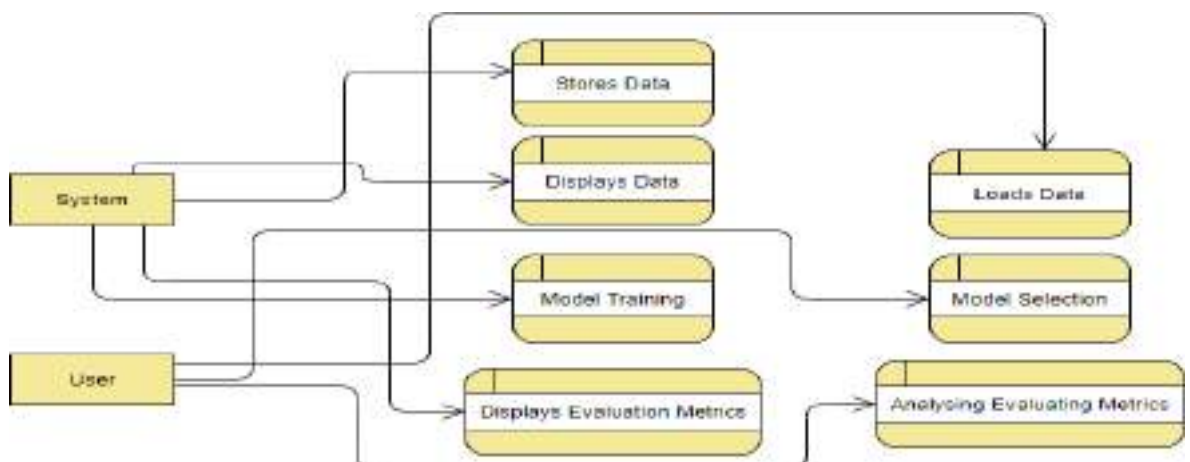 Stores Data
Displays Data
System
Loads Data
Model Training
Model Selection
User
Displays Evaluation Metrics
Analysing Evaluating Metrics